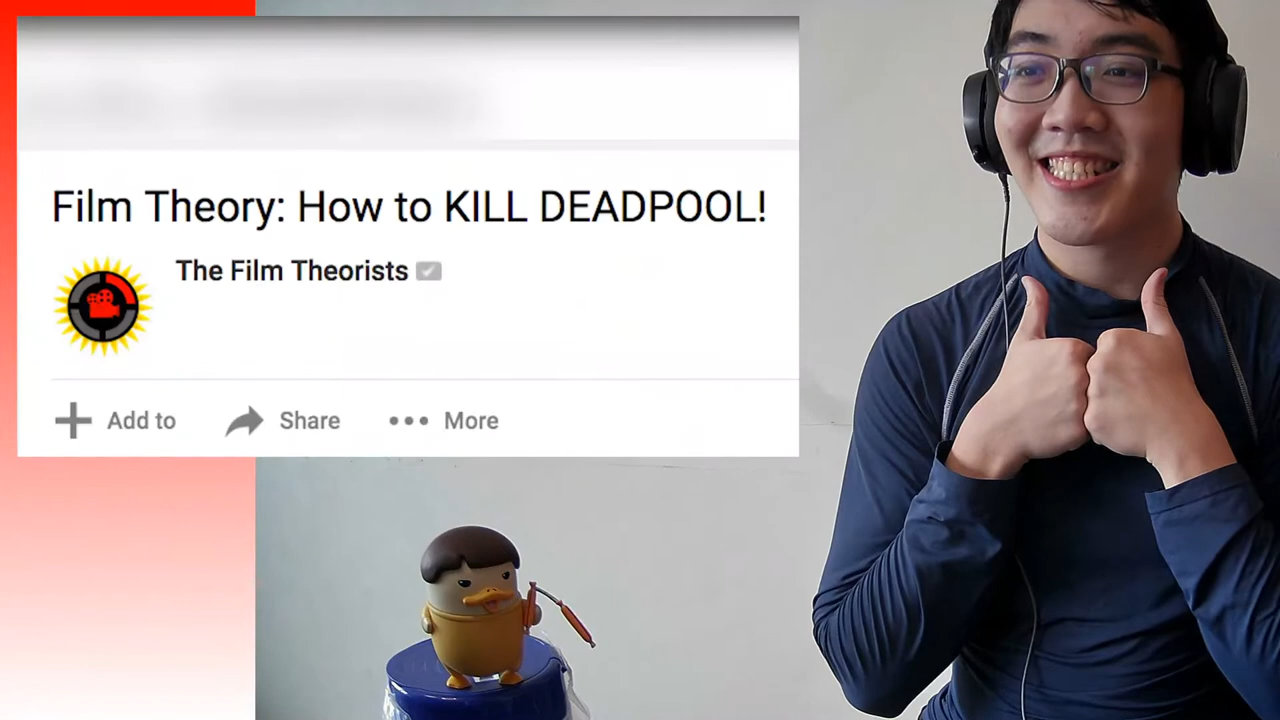 Film Theory: How to KILL DEADPOOL!
The Film Theorists
Add to
Share
More